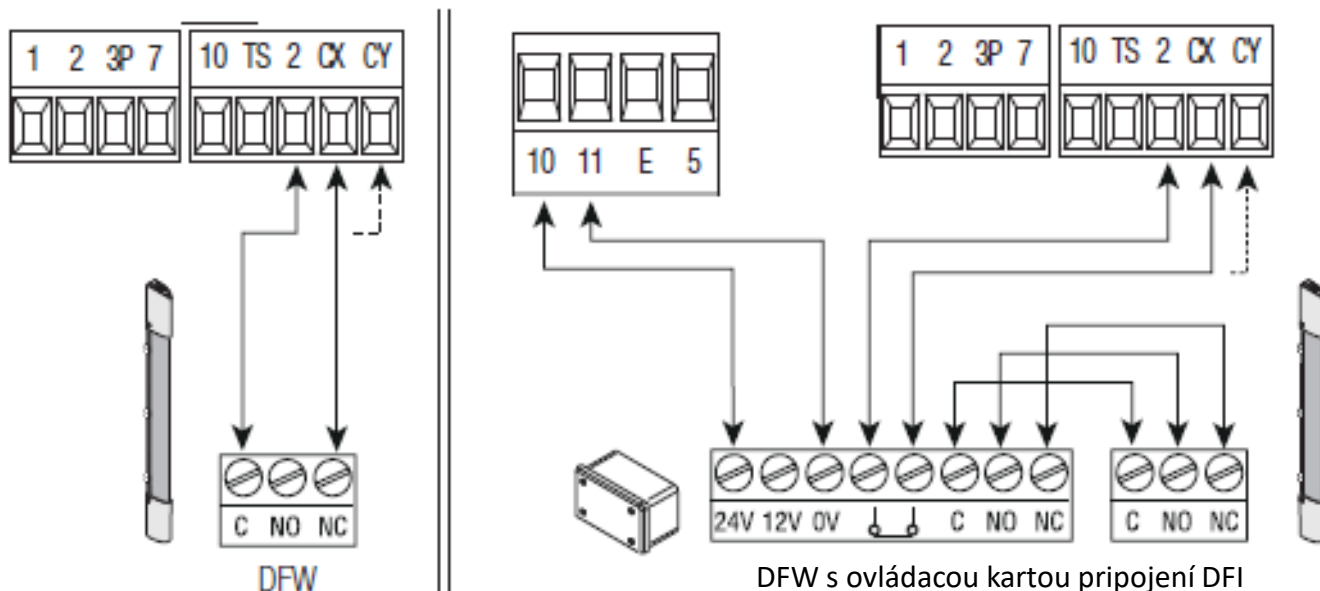 1 2 3P 7 10 TS 2 CX CY
C NO NC
DFW
10 11 E 5
1 2 3P 7 10 TS 2 CX CY
24V 12V 0V C NO NC
C NO NC
DFW s ovládacou kartou pripojení DFI